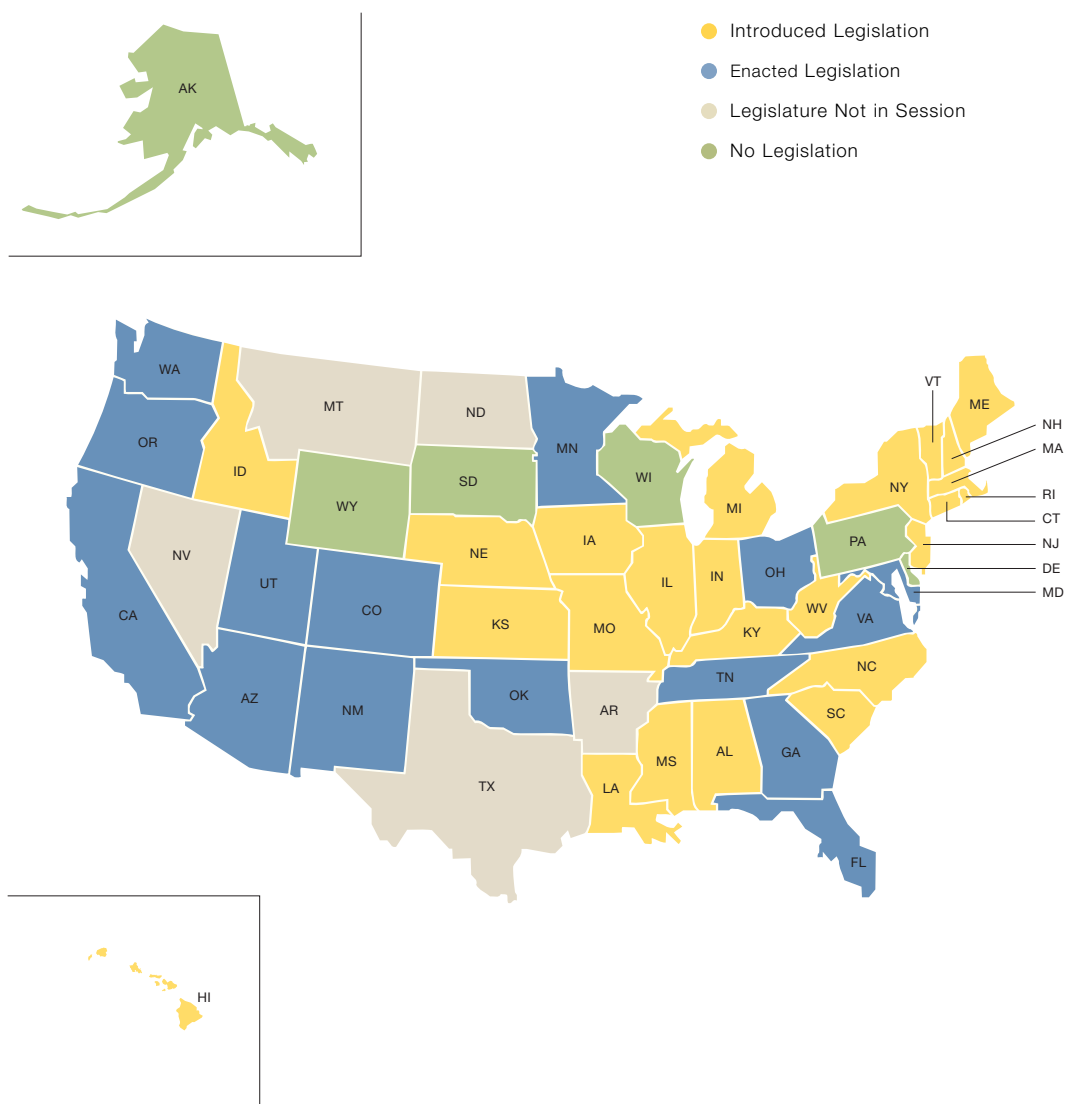 Introduced Legislation
Enacted Legislation
Legislature Not in Session
No Legislation
AK
WA
OR
ID
MT
ND
MN
WY
SD
WI
MI
VT
ME
NH
MA
RI
CT
NJ
DE
MD
NY
PA
NV
UT
CO
NE
IA
IL
IN
OH
CA
KS
MO
KY
WV
VA
AZ
NM
OK
AR
TN
NC
SC
TX
LA
MS
AL
GA
FL
HI